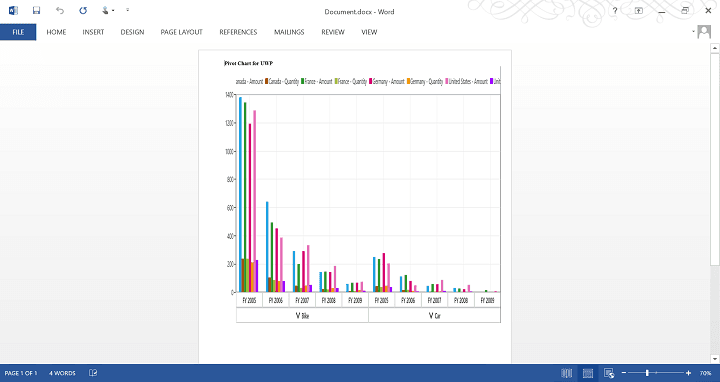 Document.docx - Word
FILE HOME INSERT DESIGN PAGE LAYOUT REFERENCES MAILINGS REVIEW VIEW
Pivot Chart for UWP
anada - Amount Canada - Quantity France - Amount France - Quantity Germany - Amount Germany - Quantity United States - Amount Unit
1400
1200
1000
800
600
400
200
0
FY 2005 FY 2006 FY 2007 FY 2008 FY 2009 FY 2005 FY 2006 FY 2007 FY 2008 FY 2009
Bike Car
PAGE 1 OF 1 4 WORDS 70%